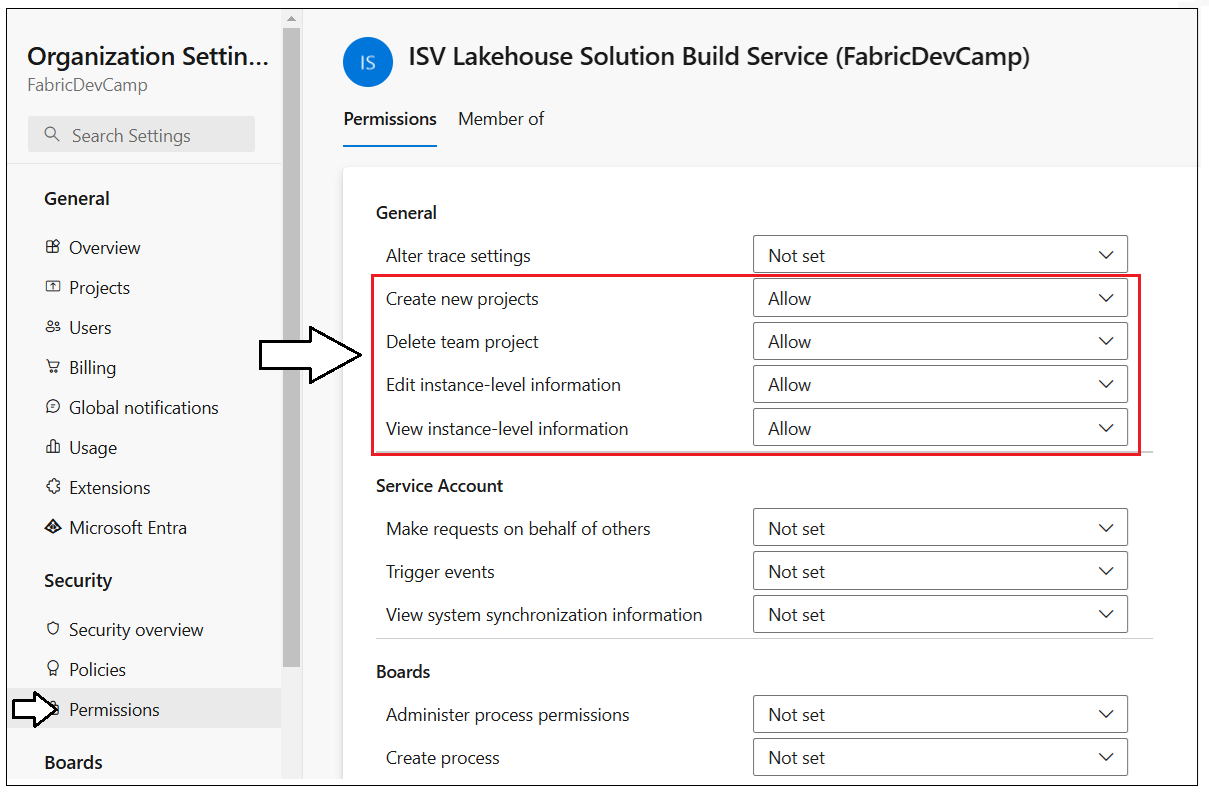 Organization Settin...
FabricDevCamp
Search Settings
General
Overview
Projects
Users
Billing
Global notifications
Usage
Extensions
Microsoft Entra
Security
Security overview
Policies
Permissions
Boards
IS
ISV Lakehouse Solution Build Service (FabricDevCamp)
Permissions Member of
General
Alter trace settings Not set
Create new projects Allow
Delete team project Allow
Edit instance-level information Allow
View instance-level information Allow
Service Account
Make requests on behalf of others Not set
Trigger events Not set
View system synchronization information Not set
Boards
Administer process permissions Not set
Create process Not set